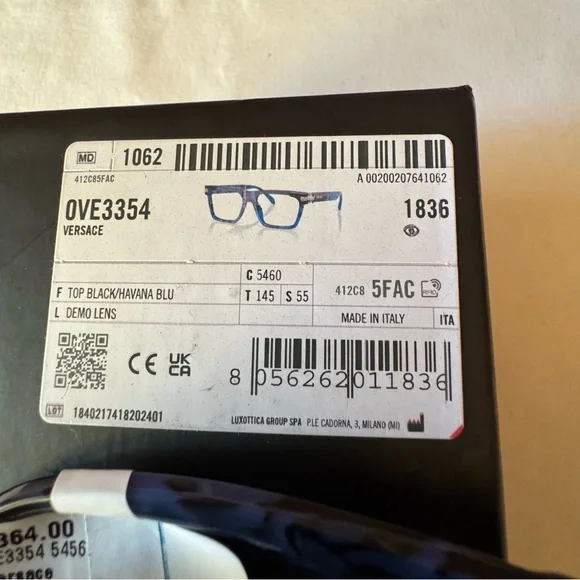 MD 1062
412C85FAC A 00200207641062
OVE3354 1836
VERSACE
C 5460
F TOP BLACK/HAVANA BLU T 145 S 55 412C8 5FAC
L DEMO LENS MADE IN ITALY ITA
CE UK CA
8 056262 011836
LOT 1840217418202401
LUXOTTICA GROUP SPA P.LE CADORNA, 3, MILANO (MI)
364.00
E3354 5456
ersace